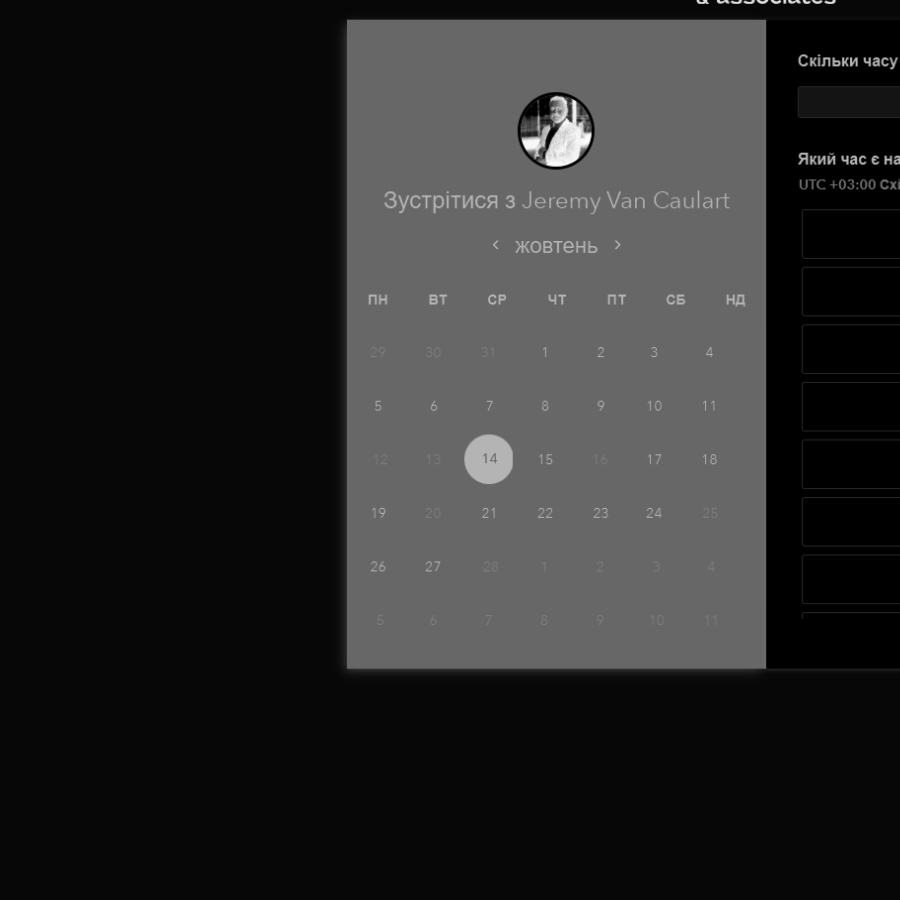 & associates
Скільки часу
Зустрітися з Jeremy Van Caulart
Який час є на
UTC +03:00 Схі
жовтень
ПН ВТ СР ЧТ ПТ СБ НД
29 30 31 1 2 3 4
5 6 7 8 9 10 11
12 13 14 15 16 17 18
19 20 21 22 23 24 25
26 27 28 1 2 3 4
5 6 7 8 9 10 11